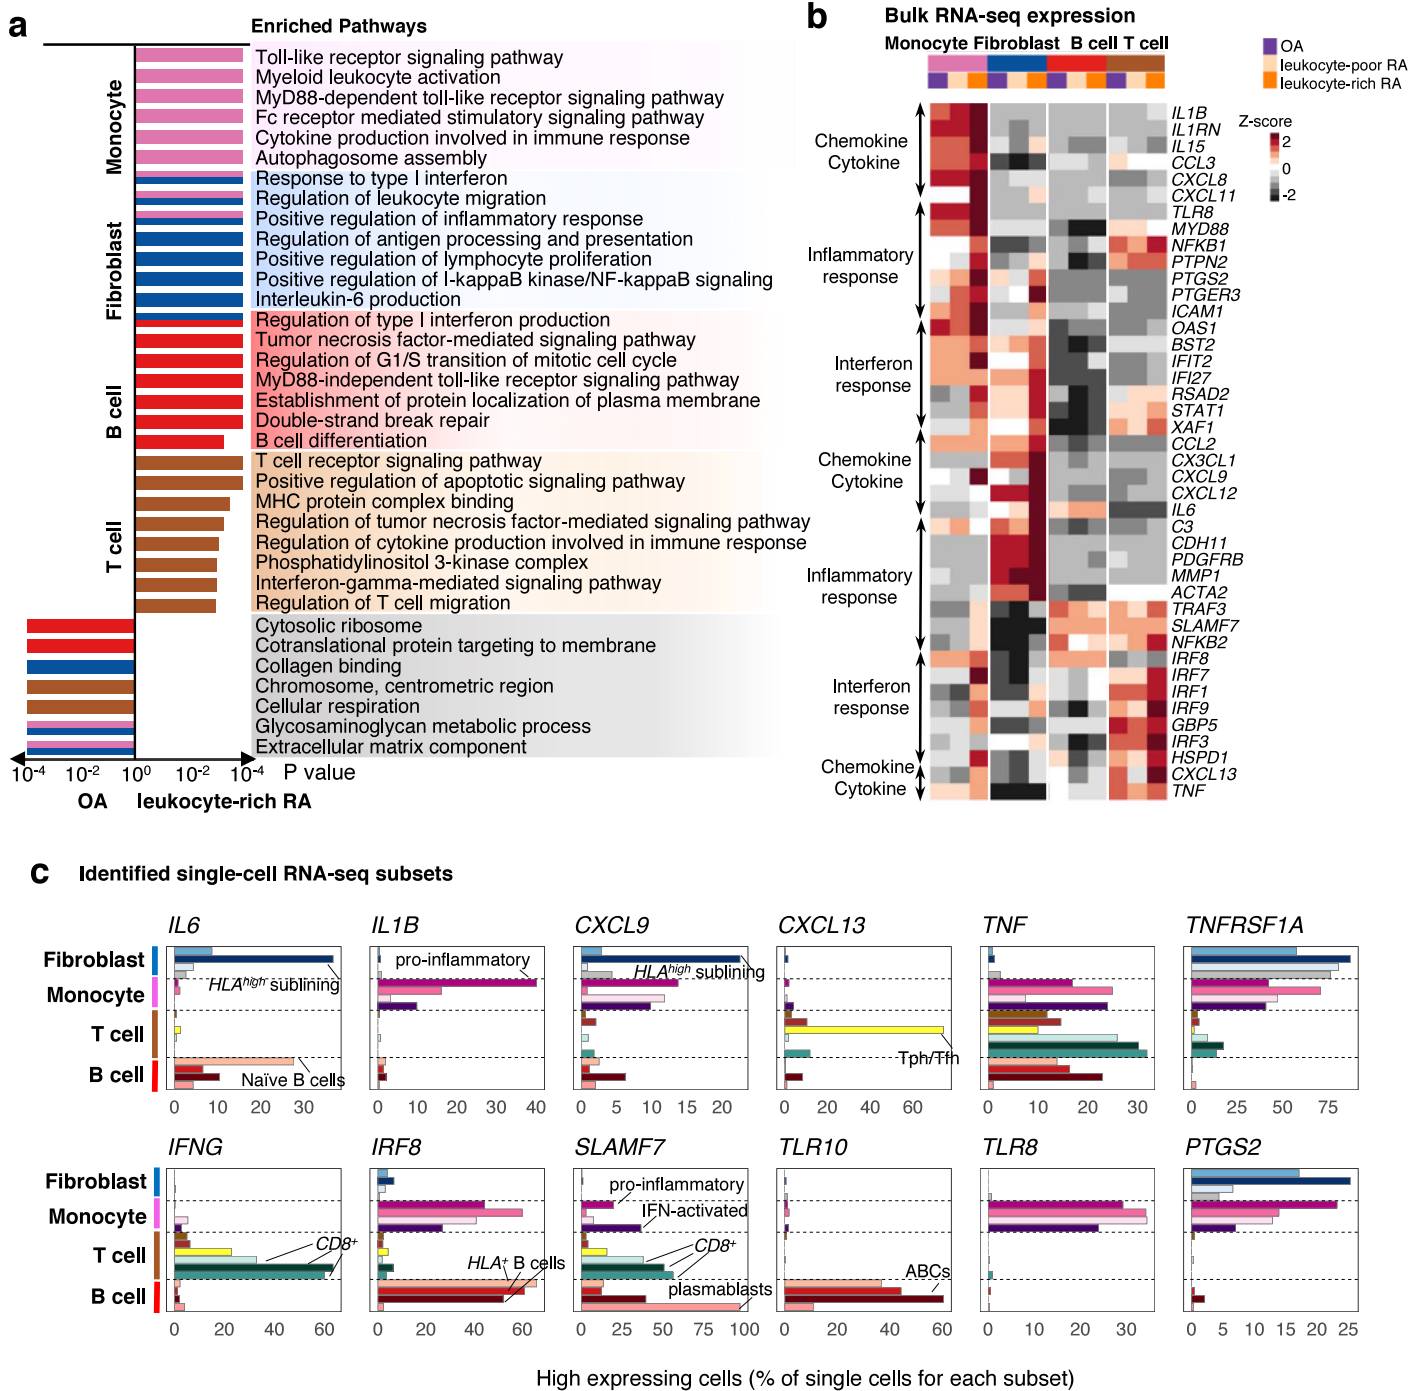 a
Enriched Pathways
Monocyte
Fibroblast
B cell
T cell
Toll-like receptor signaling pathway
Myeloid leukocyte activation
MyD88-dependent toll-like receptor signaling pathway
Fc receptor mediated stimulatory signaling pathway
Cytokine production involved in immune response
Autophagosome assembly
Response to type I interferon
Regulation of leukocyte migration
Positive regulation of inflammatory response
Regulation of antigen processing and presentation
Positive regulation of lymphocyte proliferation
Positive regulation of I-kappaB kinase/NF-kappaB signaling
Interleukin-6 production
Regulation of type I interferon production
Tumor necrosis factor-mediated signaling pathway
Regulation of G1/S transition of mitotic cell cycle
MyD88-independent toll-like receptor signaling pathway
Establishment of protein localization of plasma membrane
Double-strand break repair
B cell differentiation
T cell receptor signaling pathway
Positive regulation of apoptotic signaling pathway
MHC protein complex binding
Regulation of tumor necrosis factor-mediated signaling pathway
Regulation of cytokine production involved in immune response
Phosphatidylinositol 3-kinase complex
Interferon-gamma-mediated signaling pathway
Regulation of T cell migration
Cytosolic ribosome
Cotranslational protein targeting to membrane
Collagen binding
Chromosome, centrometric region
Cellular respiration
Glycosaminoglycan metabolic process
Extracellular matrix component
10-4 10-2 100 10-2 10-4 P value
OA leukocyte-rich RA
b
Bulk RNA-seq expression
Monocyte Fibroblast B cell T cell
OA
leukocyte-poor RA
leukocyte-rich RA
Z-score
2
0
-2
Chemokine
Cytokine
Inflammatory
response
Interferon
response
Chemokine
Cytokine
Inflammatory
response
Interferon
response
Chemokine
Cytokine
IL1B
IL1RN
IL15
CCL3
CXCL8
CXCL11
TLR8
MYD88
NFKB1
PTPN2
PTGS2
PTGER3
ICAM1
OAS1
BST2
IFIT2
IFI27
RSAD2
STAT1
XAF1
CCL2
CX3CL1
CXCL9
CXCL12
IL6
C3
CDH11
PDGFRB
MMP1
ACTA2
TRAF3
SLAMF7
NFKB2
IRF8
IRF7
IRF1
IRF9
GBP5
IRF3
HSPD1
CXCL13
TNF
c
Identified single-cell RNA-seq subsets
IL6 IL1B CXCL9 CXCL13 TNF TNFRSF1A
Fibroblast
Monocyte
T cell
B cell
HLAhigh sublining
Naïve B cells
pro-inflammatory
HLAhigh sublining
Tph/Tfh
0 10 20 30
0 10 20 30 40
0 5 10 15 20
0 20 40 60
0 10 20 30
0 25 50 75
IFNG IRF8 SLAMF7 TLR10 TLR8 PTGS2
Fibroblast
Monocyte
T cell
B cell
CD8+
HLA+ B cells
pro-inflammatory
IFN-activated
CD8+
plasmablasts
ABCs
0 20 40 60
0 20 40 60
0 25 50 75 100
0 20 40 60
0 10 20 30
0 5 10 15 20 25
High expressing cells (% of single cells for each subset)